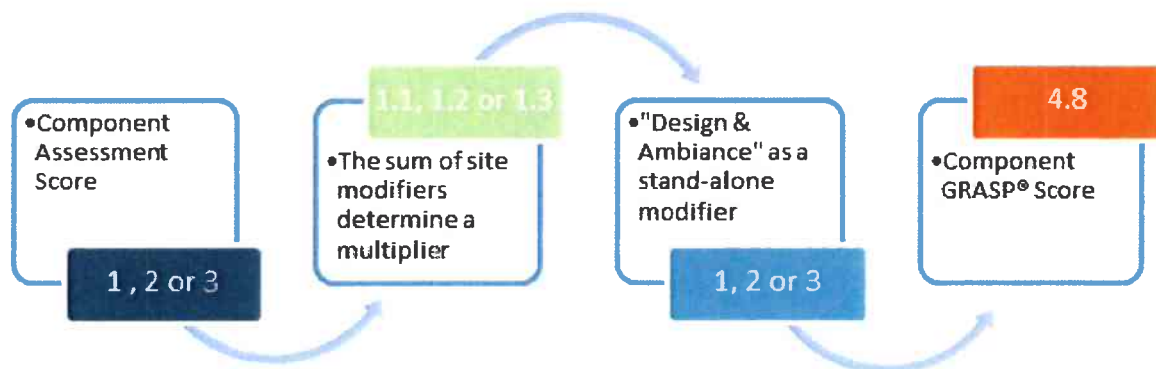 •Component
Assessment
Score
1 , 2 or 3
1.1, 1.2 or 1.3
•The sum of site
modifiers
determine a
multiplier
•"Design &
Ambiance" as a
stand-alone
modifier
1, 2 or 3
4.8
•Component
GRASP® Score